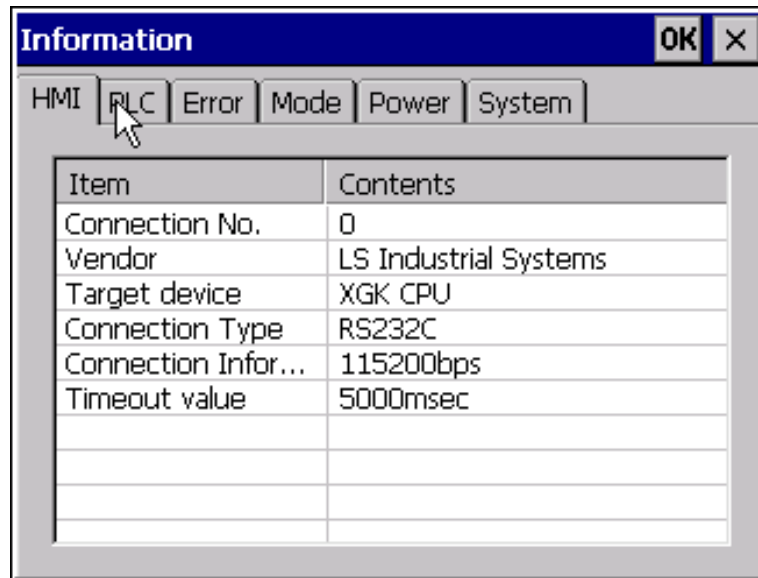 Information OK ×
HMI PLC Error Mode Power System
Item Contents
Connection No. 0
Vendor LS Industrial Systems
Target device XGK CPU
Connection Type RS232C
Connection Infor... 115200bps
Timeout value 5000msec